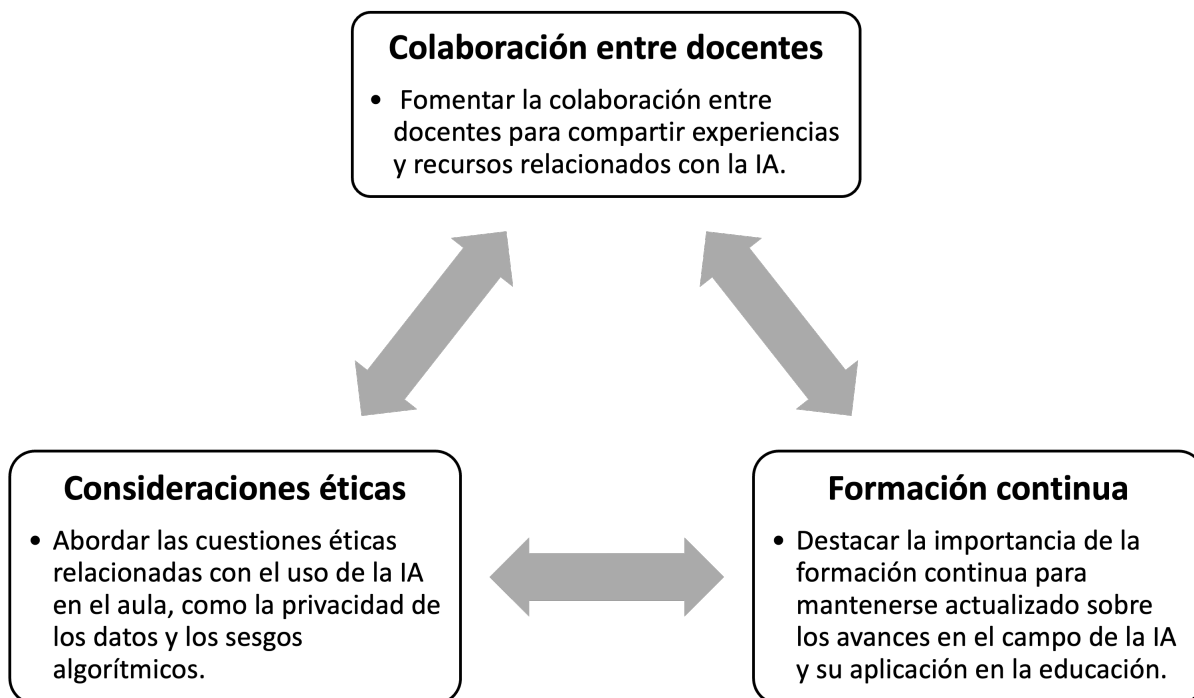 Colaboración entre docentes
• Fomentar la colaboración entre
docentes para compartir experiencias
y recursos relacionados con la IA.
Consideraciones éticas
• Abordar las cuestiones éticas
relacionadas con el uso de la IA
en el aula, como la privacidad de
los datos y los sesgos
algorítmicos.
Formación continua
• Destacar la importancia de la
formación continua para
mantenerse actualizado sobre
los avances en el campo de la IA
y su aplicación en la educación.